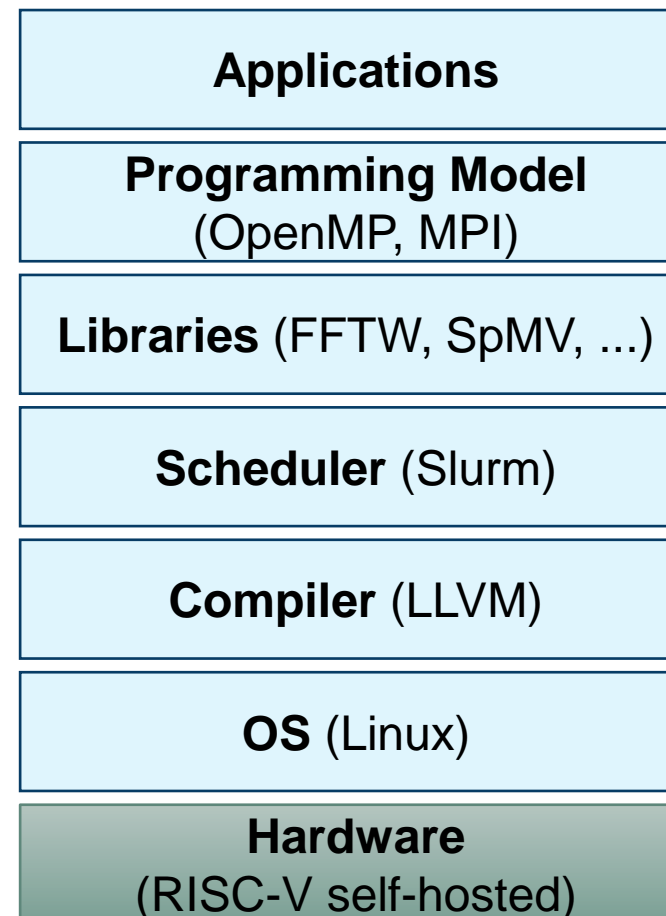 Applications
Programming Model
(OpenMP, MPI)
Libraries (FFTW, SpMV, ...)
Scheduler (Slurm)
Compiler (LLVM)
OS (Linux)
Hardware
(RISC-V self-hosted)